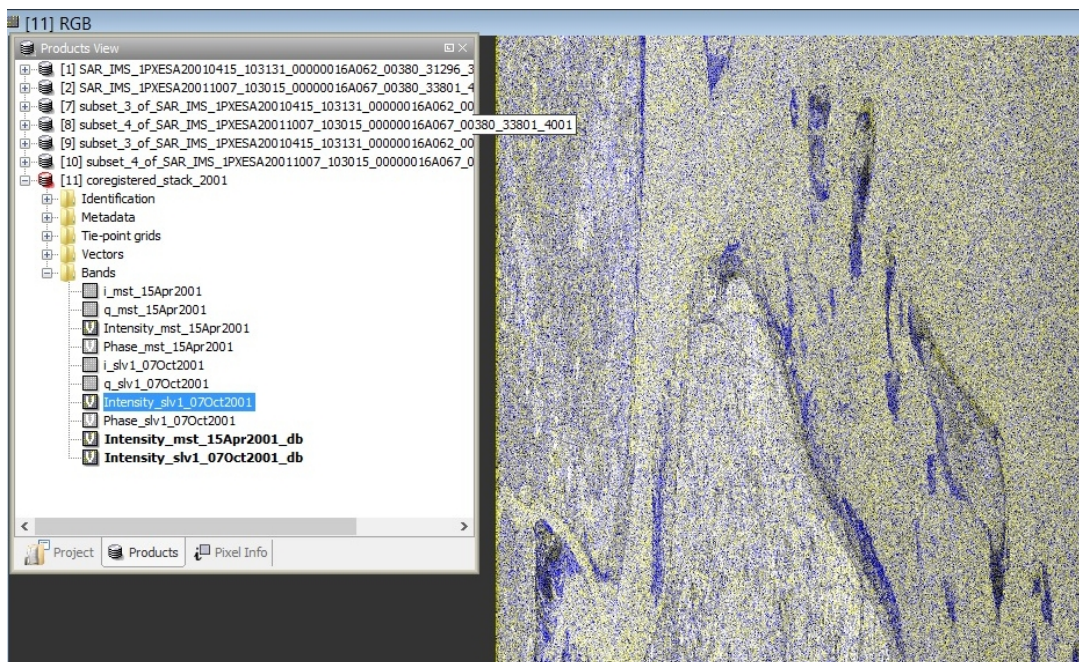 [11] RGB
Products View
[1] SAR_IMS_1PXESA20010415_103131_00000016A062_00380_31296_3
[2] SAR_IMS_1PXESA20011007_103015_00000016A067_00380_33801_4
[7] subset_3_of_SAR_IMS_1PXESA20010415_103131_00000016A062_00
[8] subset_4_of_SAR_IMS_1PXESA20011007_103015_00000016A067_00380_33801_4001
[9] subset_3_of_SAR_IMS_1PXESA20010415_103131_00000016A062_00
[10] subset_4_of_SAR_IMS_1PXESA20011007_103015_00000016A067_0
[11] coregistered_stack_2001
Identification
Metadata
Tie-point grids
Vectors
Bands
i_mst_15Apr2001
q_mst_15Apr2001
Intensity_mst_15Apr2001
Phase_mst_15Apr2001
i_slv1_07Oct2001
q_slv1_07Oct2001
Intensity_slv1_07Oct2001
Phase_slv1_07Oct2001
Intensity_mst_15Apr2001_db
Intensity_slv1_07Oct2001_db
Project Products Pixel Info